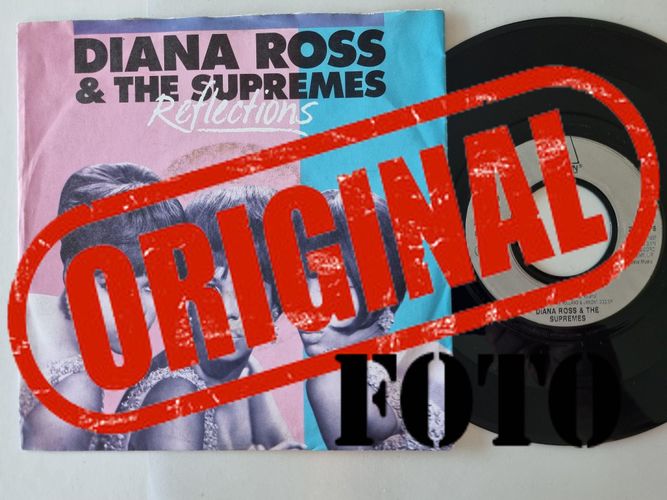 DIANA ROSS
& THE SUPREMES
Reflections
ORIGINAL
FOTO
DIANA ROSS & THE
SUPREMES